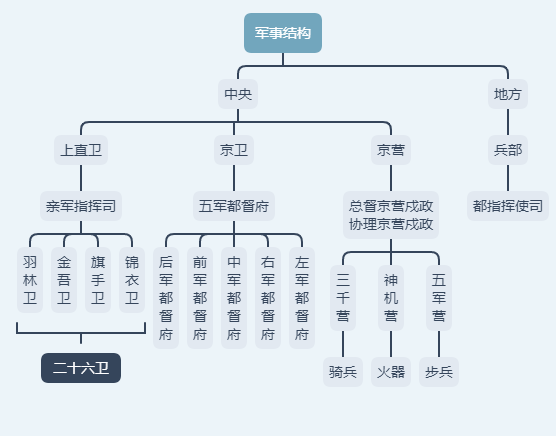 军事结构
中央
地方
上直卫
京卫
京营
兵部
亲军指挥司
五军都督府
总督京营戍政
协理京营戍政
都指挥使司
羽林卫
金吾卫
旗手卫
锦衣卫
后军都督府
前军都督府
中军都督府
右军都督府
左军都督府
三千营
神机营
五军营
二十六卫
骑兵
火器
步兵